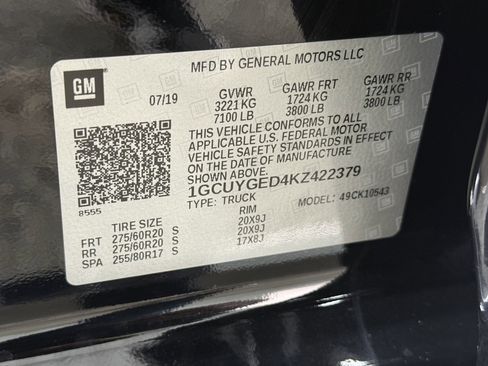 MFD BY GENERAL MOTORS LLC
GM
07/19 GVWR GAWR FRT GAWR RR
3221 KG 1724 KG 1724 KG
7100 LB 3800 LB 3800 LB
THIS VEHICLE CONFORMS TO ALL
APPLICABLE U.S. FEDERAL MOTOR
VEHICLE SAFETY STANDARDS IN
EFFECT ON THE DATE OF
MANUFACTURE SHOWN ABOVE.
1GCUYGED4KZ422379
8555 TYPE: TRUCK MODEL: 49CK10543
TIRE SIZE RIM
FRT 275/60R20 S 20X9J
RR 275/60R20 S 20X9J
SPA 255/80R17 S 17X8J